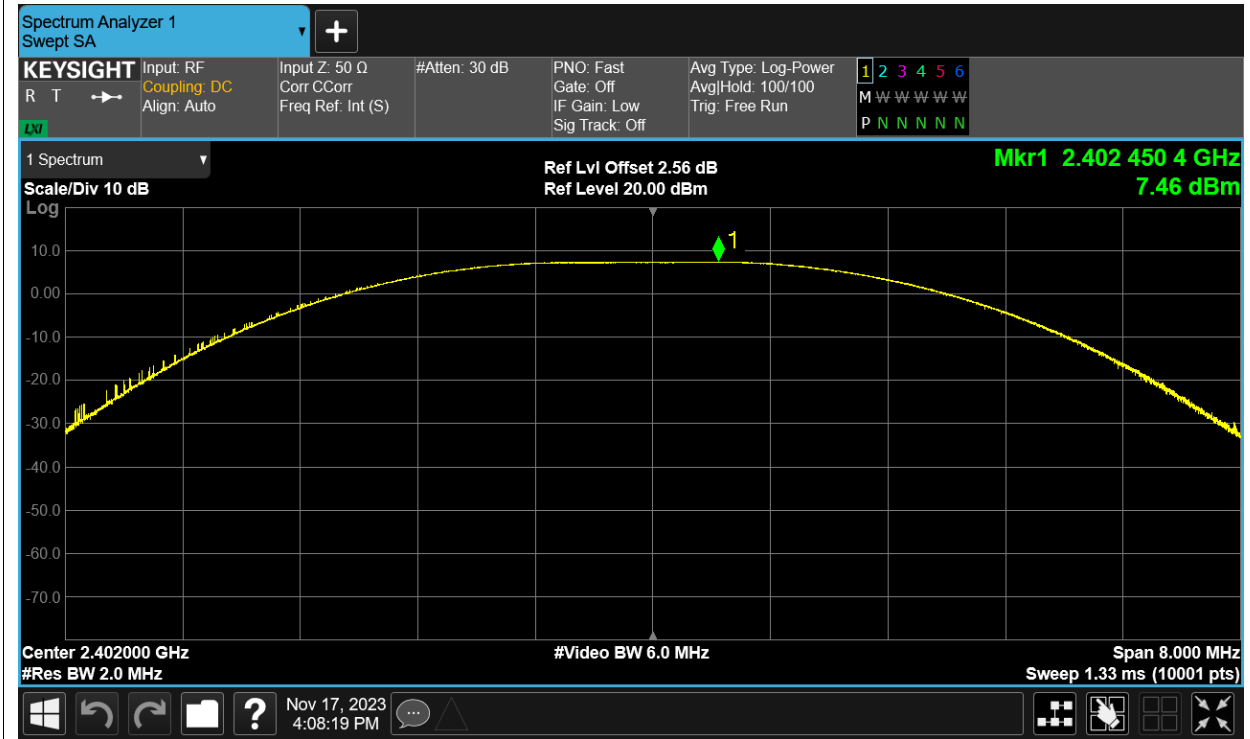 Spectrum Analyzer 1
Swept SA
+
KEYSIGHT
R T
LXI
Input: RF
Coupling: DC
Align: Auto
Input Z: 50 Ω
Corr CCorr
Freq Ref: Int (S)
#Atten: 30 dB
PNO: Fast
Gate: Off
IF Gain: Low
Sig Track: Off
Avg Type: Log-Power
Avg|Hold: 100/100
Trig: Free Run
1 2 3 4 5 6
M W W W W W
P N N N N N
1 Spectrum
Scale/Div 10 dB
Log
Ref Lvl Offset 2.56 dB
Ref Level 20.00 dBm
Mkr1 2.402 450 4 GHz
7.46 dBm
1
10.0
0.00
-10.0
-20.0
-30.0
-40.0
-50.0
-60.0
-70.0
Center 2.402000 GHz
#Res BW 2.0 MHz
#Video BW 6.0 MHz
Span 8.000 MHz
Sweep 1.33 ms (10001 pts)
?
Nov 17, 2023
4:08:19 PM